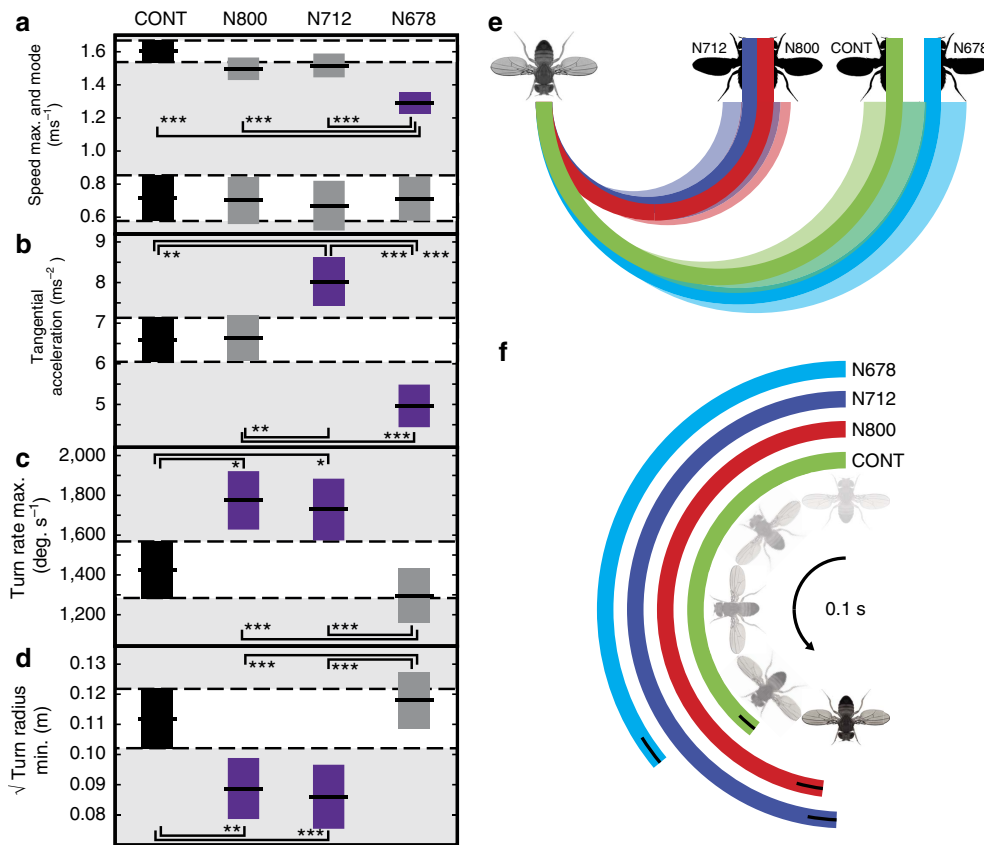 a
CONT N800 N712 N678
Speed max. and mode
(ms⁻¹)
1.6
1.4
1.2
1.0
0.8
0.6
*** *** ***
b
Tangential
acceleration (ms⁻²)
9
8
7
6
5
** *** ***
** ***
c
Turn rate max.
(deg. s⁻¹)
2,000
1,800
1,600
1,400
1,200
* *
*** ***
d
√ Turn radius
min. (m)
0.13
0.12
0.11
0.10
0.09
0.08
*** ***
** ***
e
N712 N800 CONT N678
f
N678
N712
N800
CONT
0.1 s